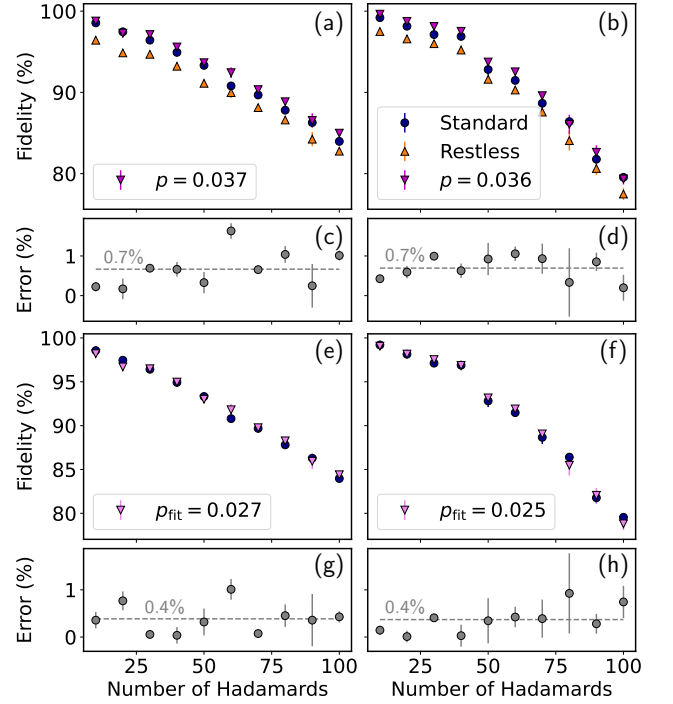 (a)
100
90
80
Fidelity (%)
p = 0.037
(b)
Standard
Restless
p = 0.036
(c)
1
0
Error (%)
0.7%
(d)
0.7%
(e)
100
95
90
85
80
Fidelity (%)
pfit = 0.027
(f)
pfit = 0.025
(g)
1
0
Error (%)
0.4%
(h)
0.4%
25 50 75 100
Number of Hadamards
25 50 75 100
Number of Hadamards